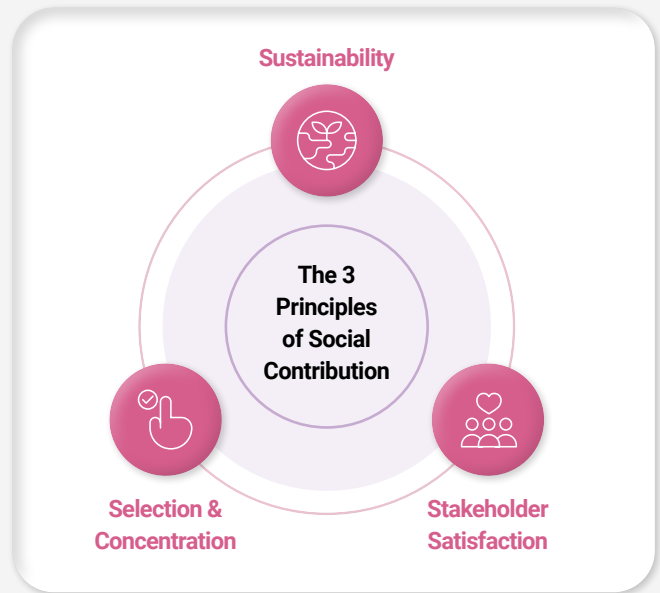 Sustainability
The 3
Principles
of Social
Contribution
Selection &
Concentration
Stakeholder
Satisfaction